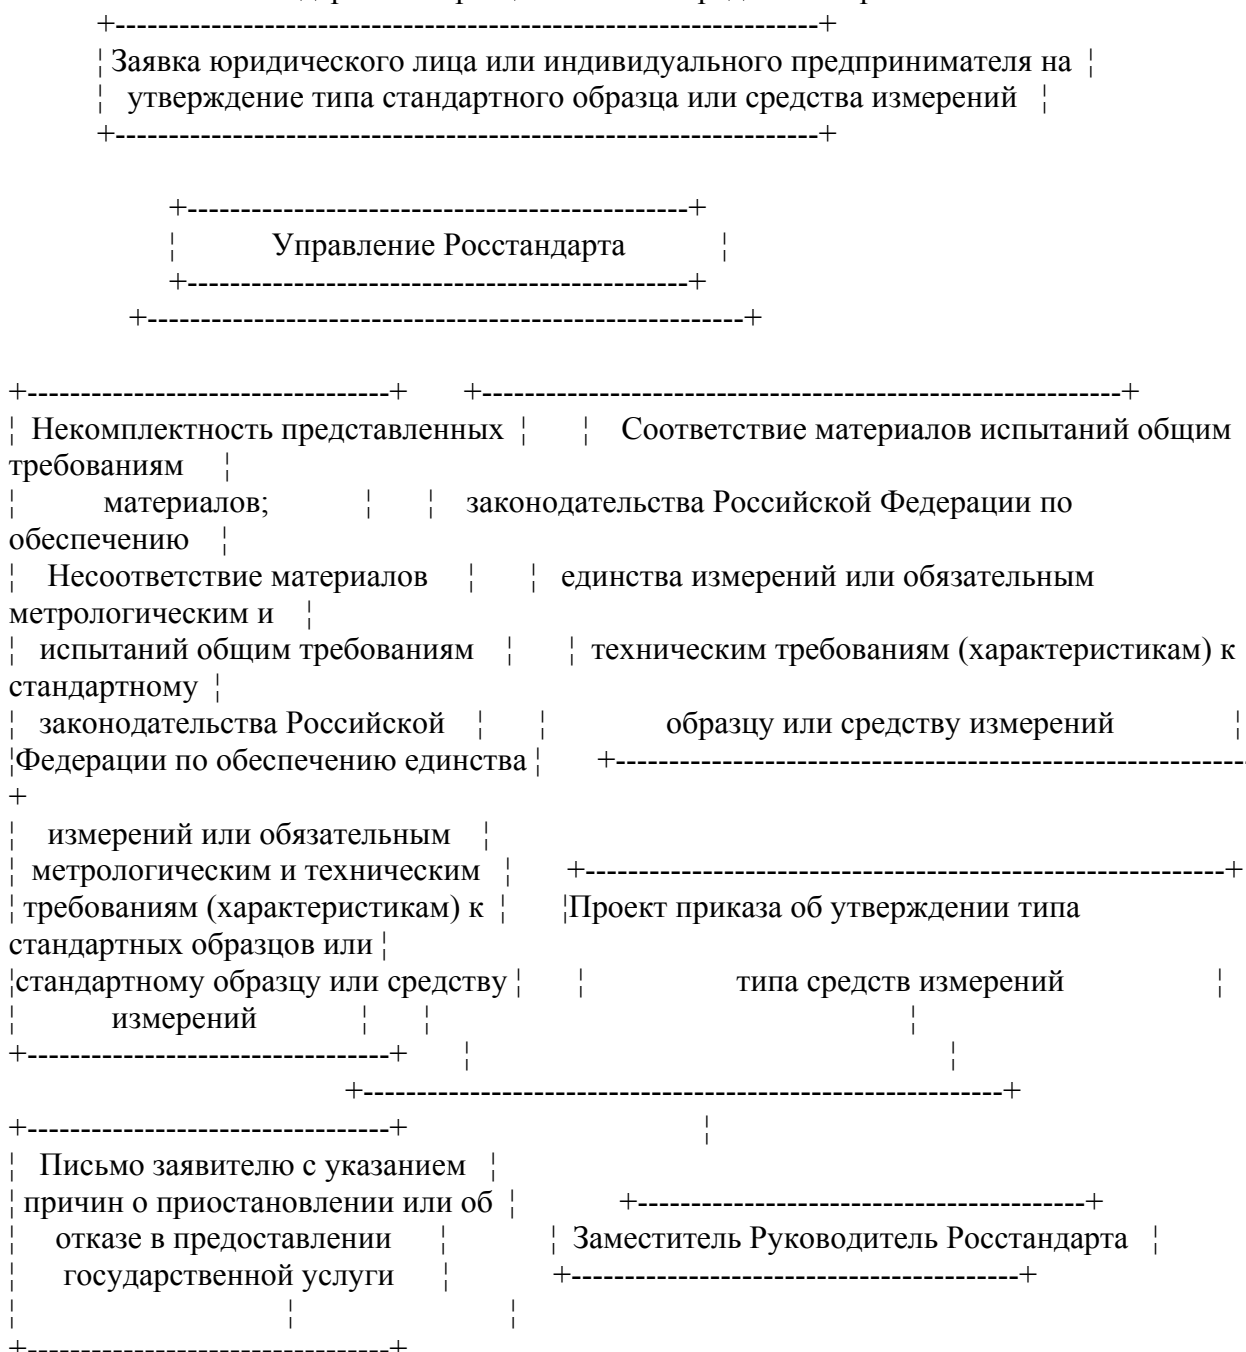 +------------------------------------------------------------------+
¦ Заявка юридического лица или индивидуального предпринимателя на ¦
¦ утверждение типа стандартного образца или средства измерений ¦
+------------------------------------------------------------------+
+-----------------------------------------------+
¦ Управление Росстандарта ¦
+-----------------------------------------------+
+--------------------------------------------------------+
+----------------------------------+ +------------------------------------------------------------+
¦ Некомплектность представленных ¦ ¦ Соответствие материалов испытаний общим
требованиям ¦
¦ материалов; ¦ ¦ законодательства Российской Федерации по
обеспечению ¦
¦ Несоответствие материалов ¦ ¦ единства измерений или обязательным
метрологическим и ¦
¦ испытаний общим требованиям ¦ ¦ техническим требованиям (характеристикам) к
стандартному ¦
¦ законодательства Российской ¦ ¦ образцу или средству измерений ¦
¦Федерации по обеспечению единства ¦ +------------------------------------------------------------
+
¦ измерений или обязательным ¦
¦ метрологическим и техническим ¦ +------------------------------------------------------------+
¦ требованиям (характеристикам) к ¦ ¦Проект приказа об утверждении типа
стандартных образцов или ¦
¦стандартному образцу или средству ¦ ¦ типа средств измерений ¦
¦ измерений ¦ ¦ ¦
+----------------------------------+ ¦ ¦
+------------------------------------------------------------+
+----------------------------------+ ¦
¦ Письмо заявителю с указанием ¦
¦ причин о приостановлении или об ¦ +------------------------------------------+
¦ отказе в предоставлении ¦ ¦ Заместитель Руководитель Росстандарта ¦
¦ государственной услуги ¦ +------------------------------------------+
¦ ¦ ¦
+----------------------------------+